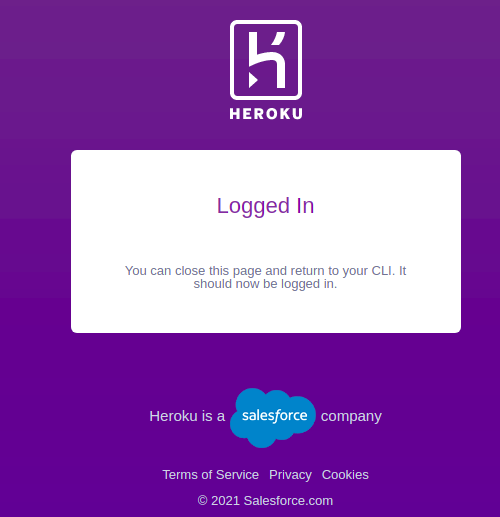 HEROKU
Logged In
You can close this page and return to your CLI. It
should now be logged in.
Heroku is a salesforce company
Terms of Service Privacy Cookies
© 2021 Salesforce.com